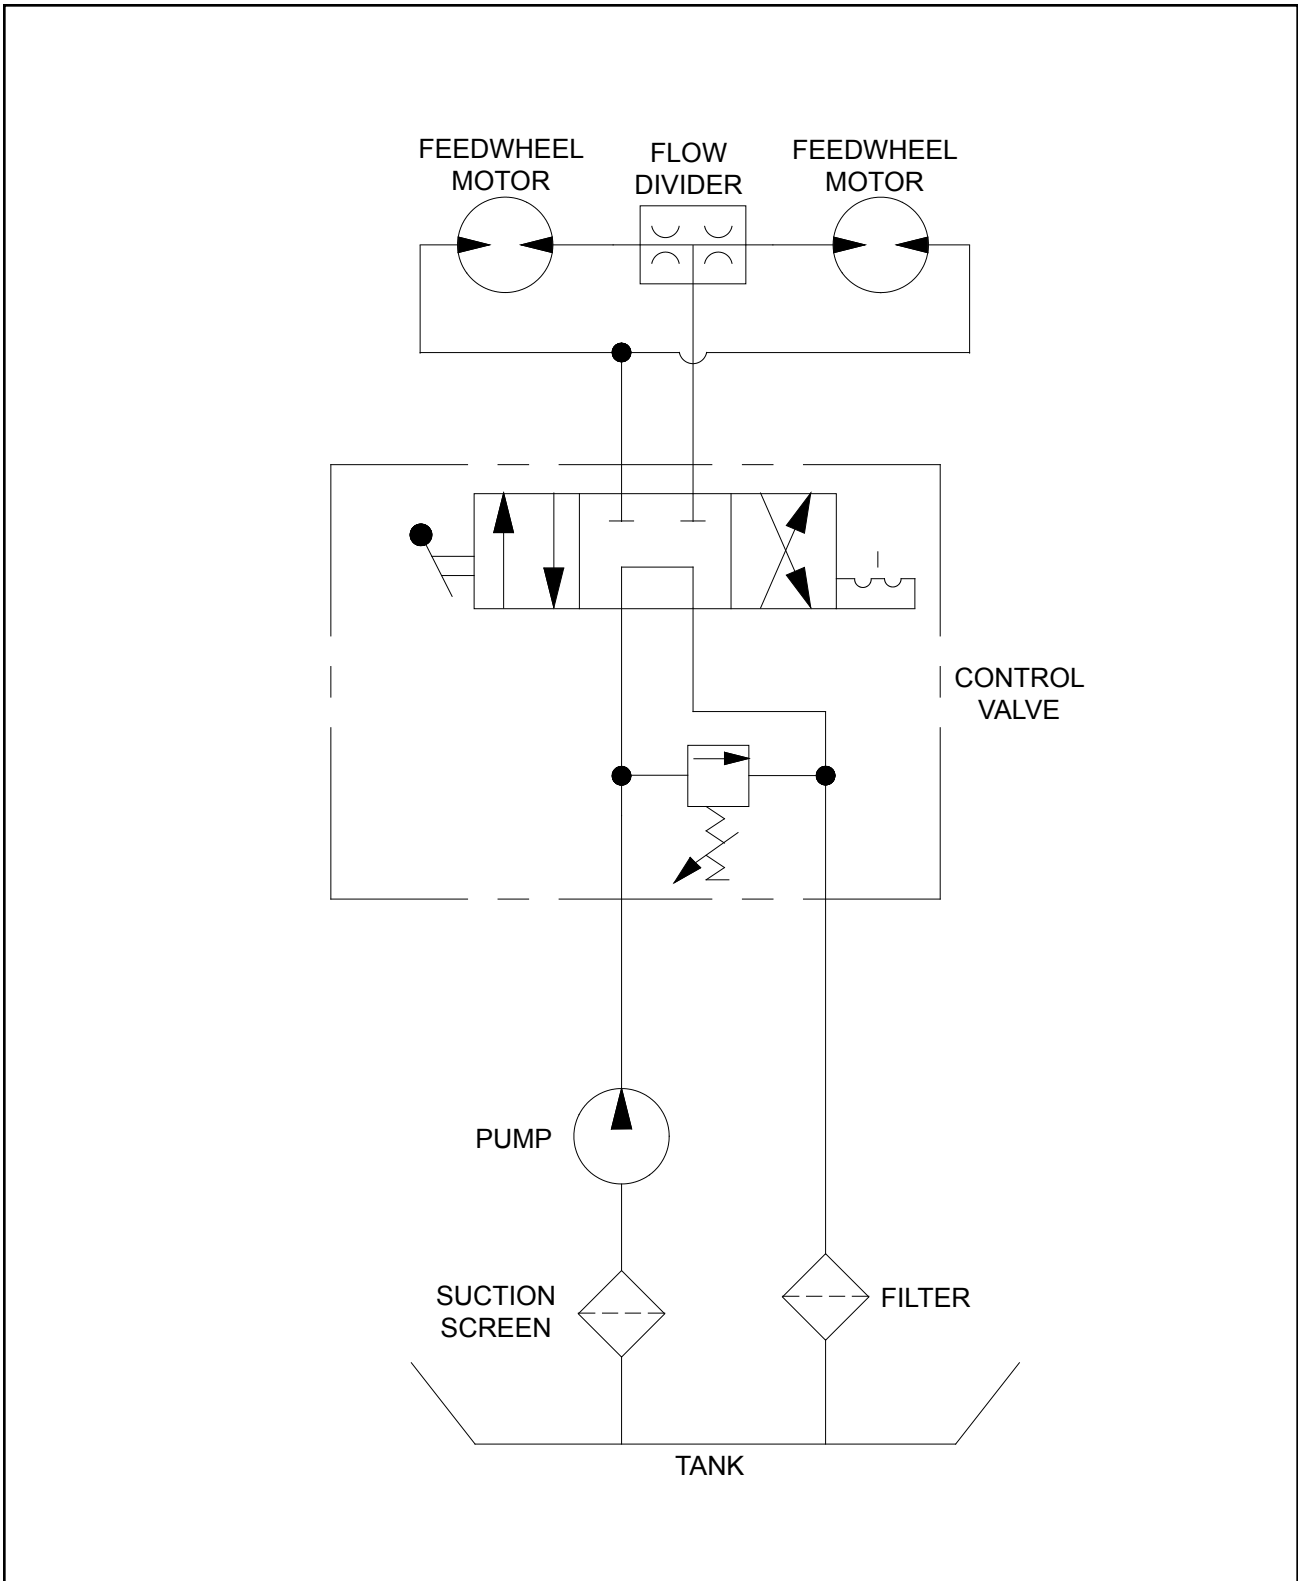 FEEDWHEEL
MOTOR
FLOW
DIVIDER
FEEDWHEEL
MOTOR
CONTROL
VALVE
PUMP
SUCTION
SCREEN
FILTER
TANK